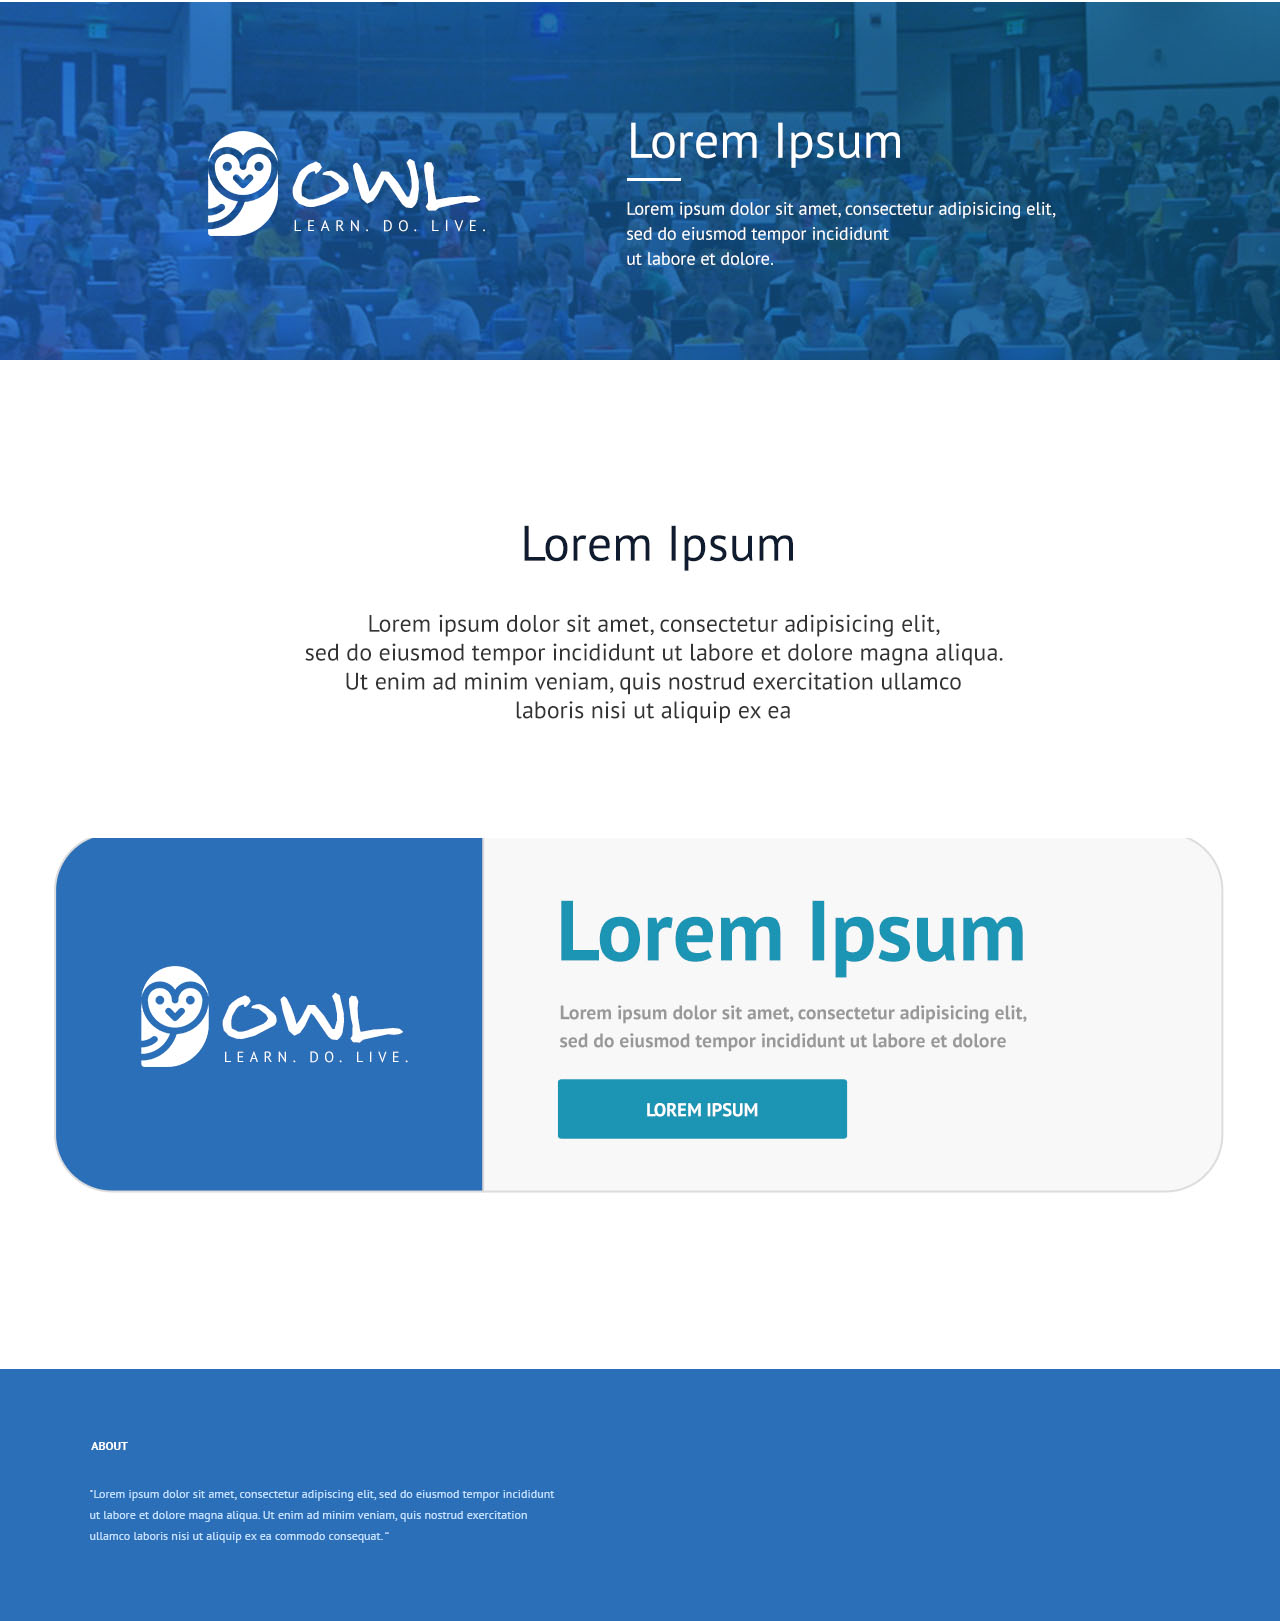 OWL
LEARN. DO. LIVE.
Lorem Ipsum
Lorem ipsum dolor sit amet, consectetur adipisicing elit,
sed do eiusmod tempor incididunt
ut labore et dolore.
Lorem Ipsum
Lorem ipsum dolor sit amet, consectetur adipisicing elit,
sed do eiusmod tempor incididunt ut labore et dolore magna aliqua.
Ut enim ad minim veniam, quis nostrud exercitation ullamco
laboris nisi ut aliquip ex ea
OWL
LEARN. DO. LIVE.
Lorem Ipsum
Lorem ipsum dolor sit amet, consectetur adipisicing elit,
sed do eiusmod tempor incididunt ut labore et dolore
LOREM IPSUM
ABOUT
"Lorem ipsum dolor sit amet, consectetur adipiscing elit, sed do eiusmod tempor incididunt
ut labore et dolore magna aliqua. Ut enim ad minim veniam, quis nostrud exercitation
ullamco laboris nisi ut aliquip ex ea commodo consequat. "